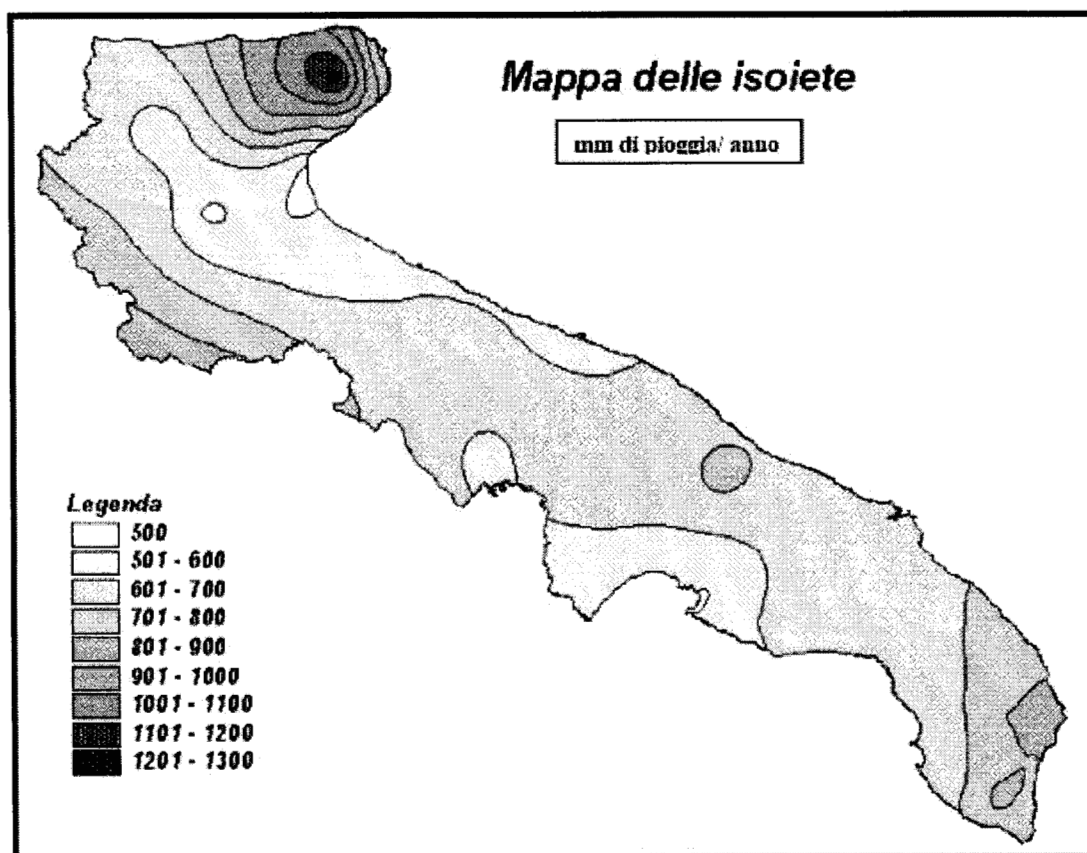 Mappa delle isoiete
mm di pioggia/ anno
Legenda
500
501 - 600
601 - 700
701 - 800
801 - 900
901 - 1000
1001 - 1100
1101 - 1200
1201 - 1300